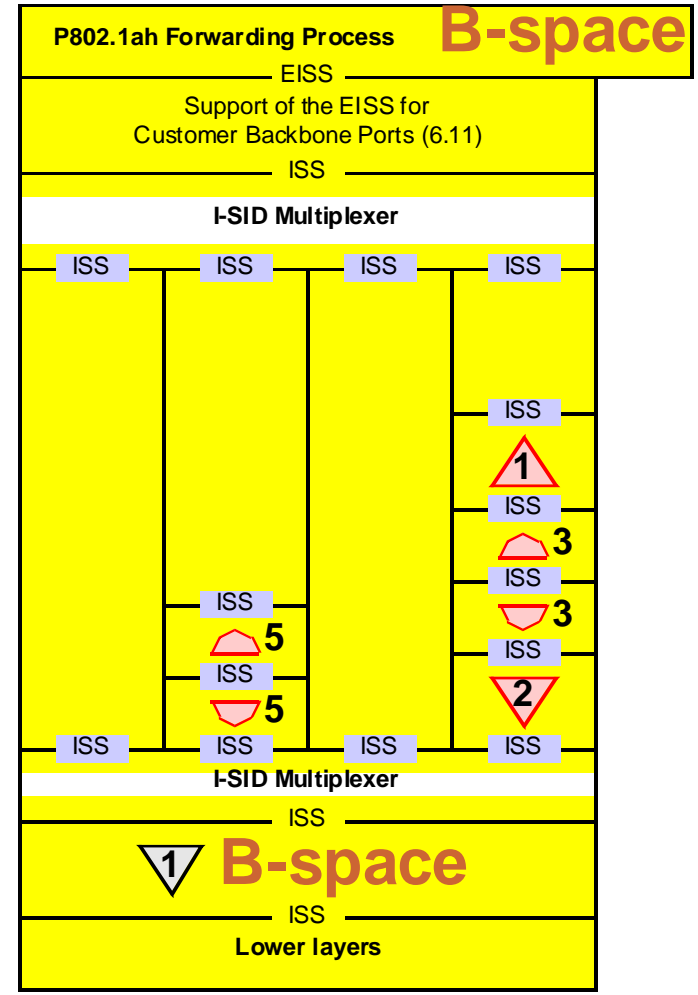 P802.1ah Forwarding Process B-space
EISS
Support of the EISS for
Customer Backbone Ports (6.11)
ISS
I-SID Multiplexer
ISS ISS ISS ISS
ISS
1
ISS
3
ISS
3
ISS
ISS
5
ISS
2
5
ISS ISS ISS ISS
I-SID Multiplexer
ISS
1 B-space
ISS
Lower layers